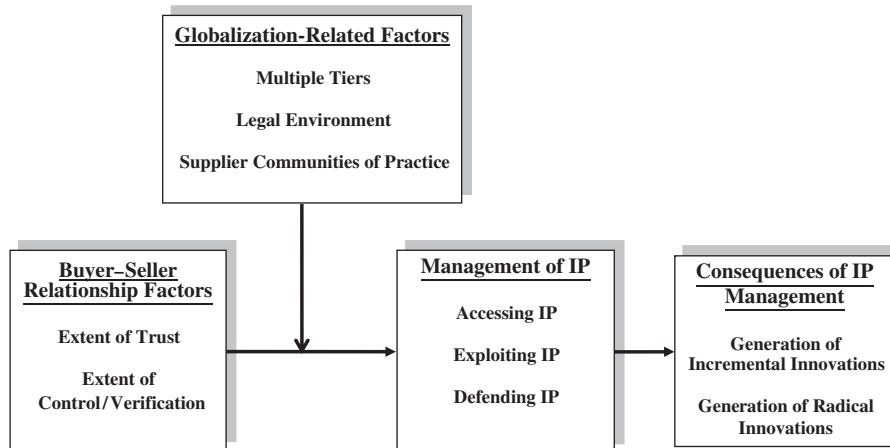 Globalization-Related Factors
Multiple Tiers
Legal Environment
Supplier Communities of Practice
Buyer–Seller
Relationship Factors
Extent of Trust
Extent of
Control/Verification
Management of IP
Accessing IP
Exploiting IP
Defending IP
Consequences of IP
Management
Generation of
Incremental Innovations
Generation of Radical
Innovations